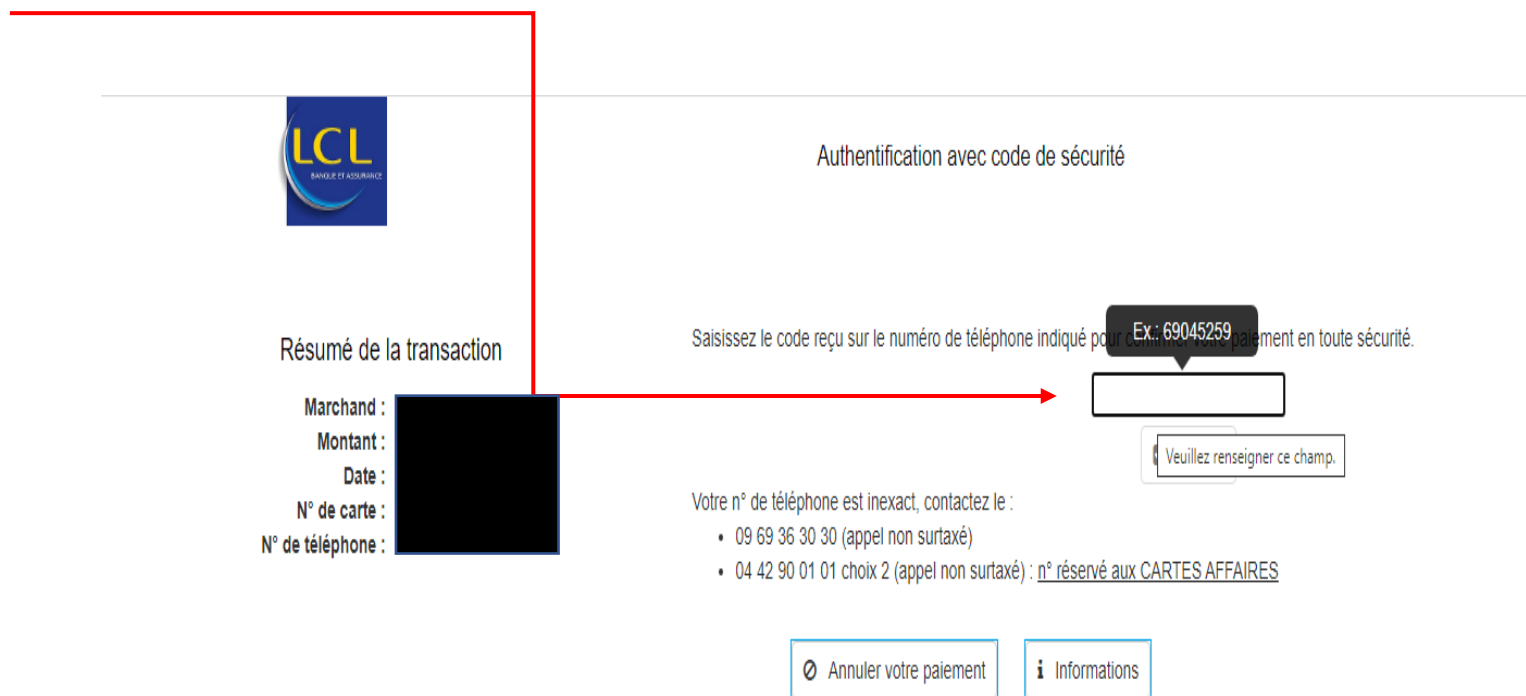 LCL
BANQUE ET ASSURANCE
Authentification avec code de sécurité
Résumé de la transaction
Marchand :
Montant :
Date :
N° de carte :
N° de téléphone :
Saisissez le code reçu sur le numéro de téléphone indiqué pour confirmer votre paiement en toute sécurité.
Ex.: 69045259
Veuillez renseigner ce champ.
Votre n° de téléphone est inexact, contactez le :
• 09 69 36 30 30 (appel non surtaxé)
• 04 42 90 01 01 choix 2 (appel non surtaxé) : n° réservé aux CARTES AFFAIRES
Annuler votre paiement
i Informations